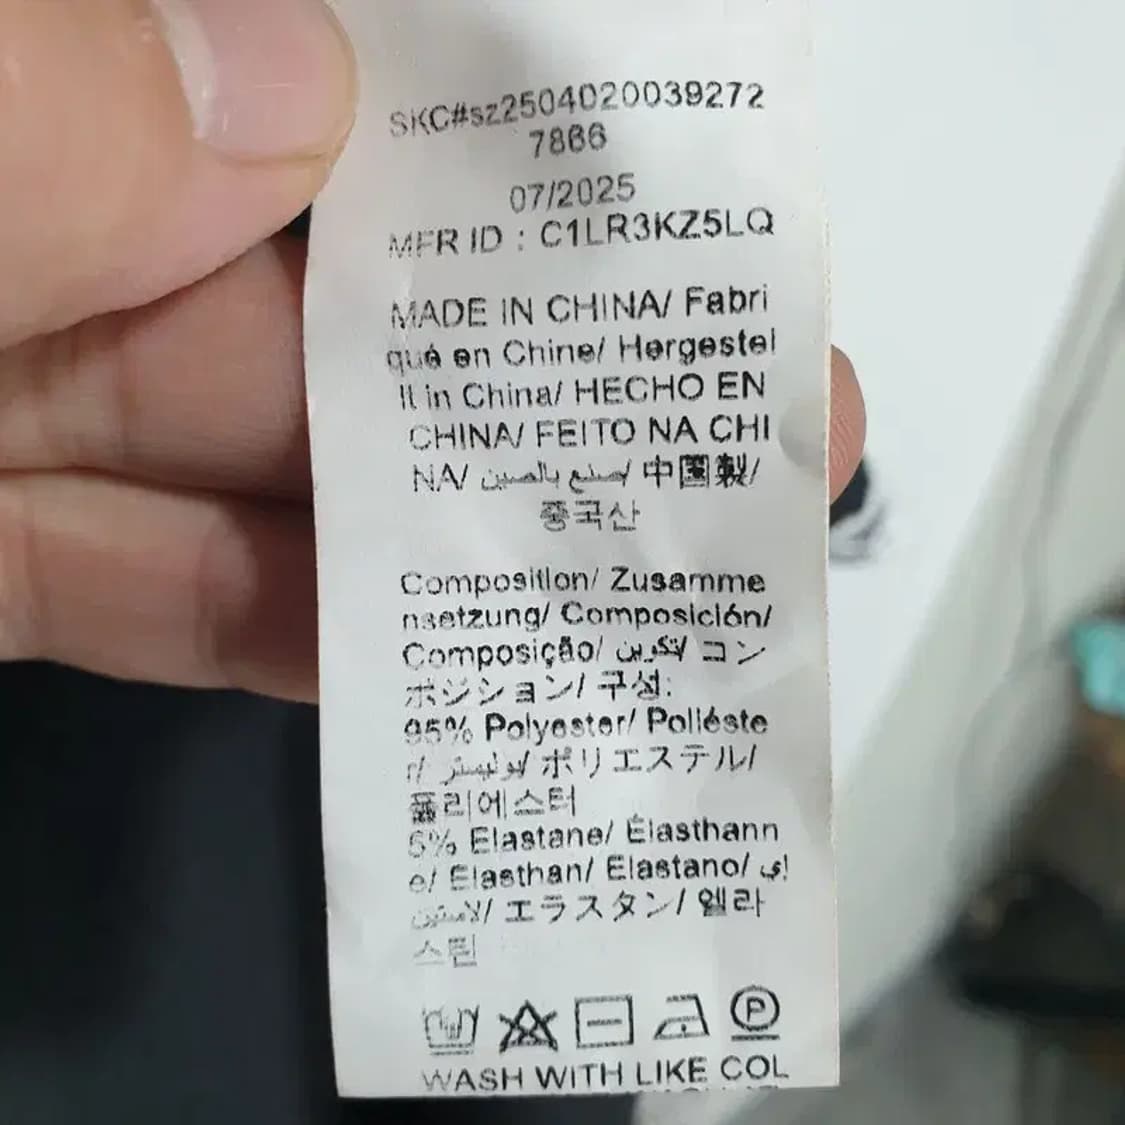 SKC#sz2504020039272
7866
07/2025
MFR ID : C1LR3KZ5LQ
MADE IN CHINA/ Fabri
qué en Chine/ Hergestel
lt in China/ HECHO EN
CHINA/ FEITO NA CHI
NA/ صنع بالصين/ 中国製/
중국산
Composition/ Zusamme
nsetzung/ Composición/
Composição/ تكوين/ コン
ポジション/ 구성:
95% Polyester/ Poliéste
r/ بوليستر/ ポリエステル/
폴리에스터
5% Elastane/ Élasthann
e/ Elasthan/ Elastano/ إي
لاستين/ エラスタン/ 엘라
스틴
P
WASH WITH LIKE COL